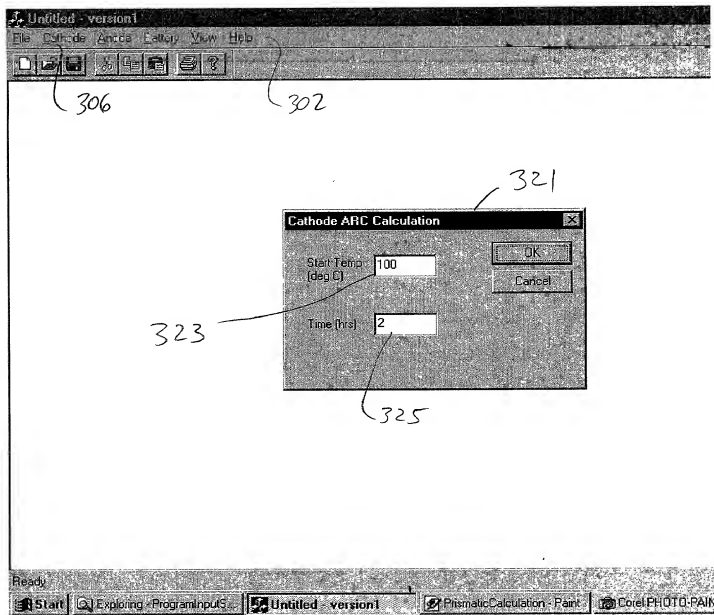 Untitled - version1
File Cathode Anode Battery View Help
306
302
321
Cathode ARC Calculation
Start Temp
(deg C)
100
OK
Cancel
323
Time (hrs)
2
325
Ready
Start Exploring - ProgramInputS... Untitled - version1 PrismaticCalculation - Paint Corel PHOTO-PAIN